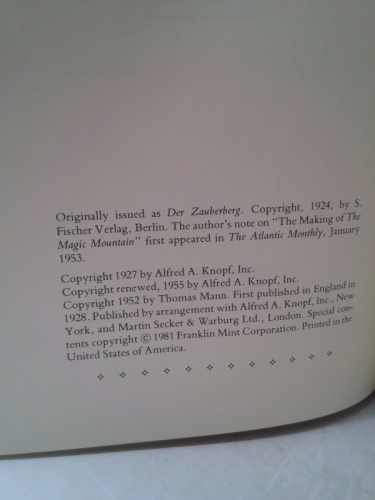 Originally issued as Der Zauberberg. Copyright, 1924, by S.
Fischer Verlag, Berlin. The author's note on "The Making of The
Magic Mountain" first appeared in The Atlantic Monthly, January
1953.
Copyright 1927 by Alfred A. Knopf, Inc.
Copyright renewed, 1955 by Alfred A. Knopf, Inc.
Copyright 1952 by Thomas Mann. First published in England in
1928. Published by arrangement with Alfred A. Knopf, Inc., New
York, and Martin Secker & Warburg Ltd., London. Special con-
tents copyright © 1981 Franklin Mint Corporation. Printed in the
United States of America.